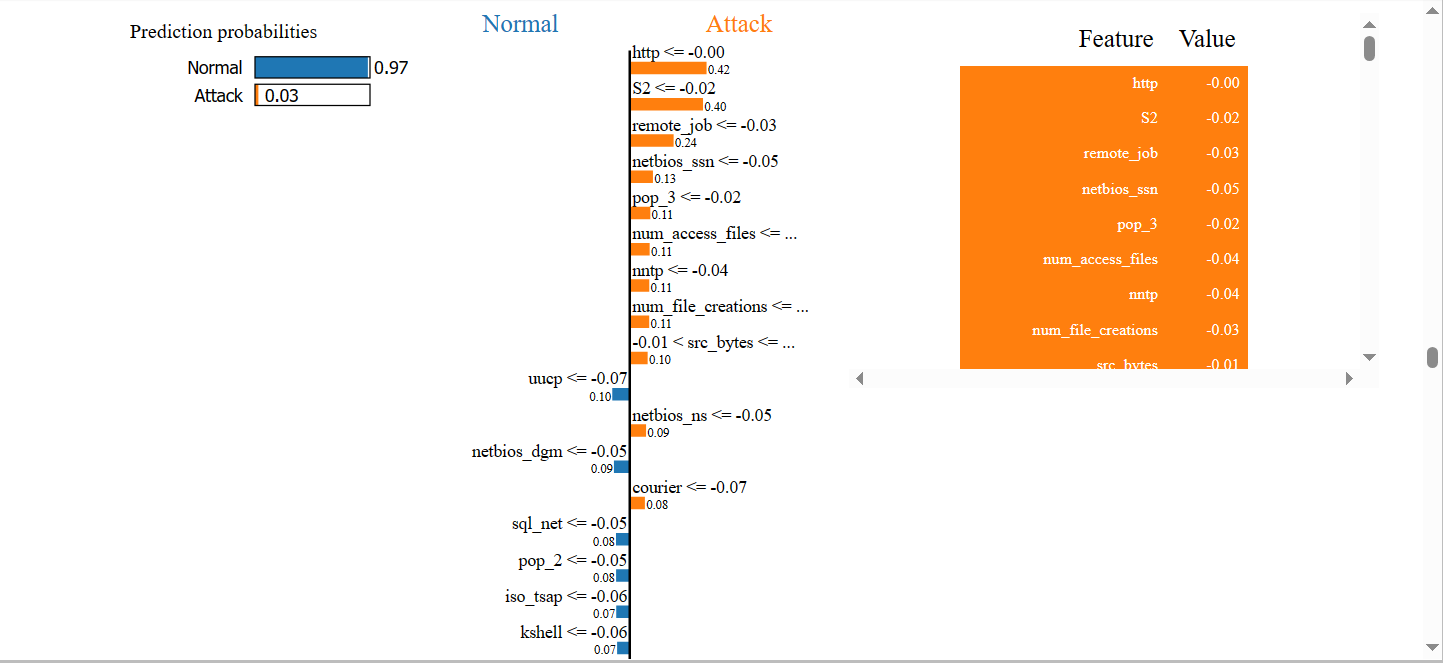 Prediction probabilities
Normal 0.97
Attack 0.03
Normal Attack
http <= -0.00
0.42
S2 <= -0.02
0.40
remote_job <= -0.03
0.24
netbios_ssn <= -0.05
0.13
pop_3 <= -0.02
0.11
num_access_files <= ...
0.11
nntp <= -0.04
0.11
num_file_creations <= ...
0.11
-0.01 < src_bytes <= ...
0.10
uucp <= -0.07
0.10
netbios_ns <= -0.05
0.09
netbios_dgm <= -0.05
0.09
courier <= -0.07
0.08
sql_net <= -0.05
0.08
pop_2 <= -0.05
0.08
iso_tsap <= -0.06
0.07
kshell <= -0.06
0.07
Feature Value
http -0.00
S2 -0.02
remote_job -0.03
netbios_ssn -0.05
pop_3 -0.02
num_access_files -0.04
nntp -0.04
num_file_creations -0.03
src_bytes -0.01